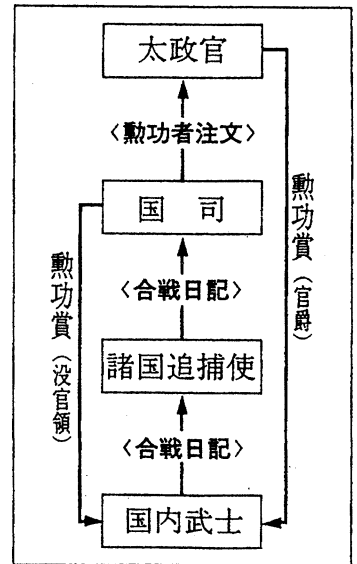 太政官
〈勲功者注文〉
国 司
〈合戦日記〉
諸国追捕使
〈合戦日記〉
国内武士
勲功賞(没官領)
勲功賞(官爵)